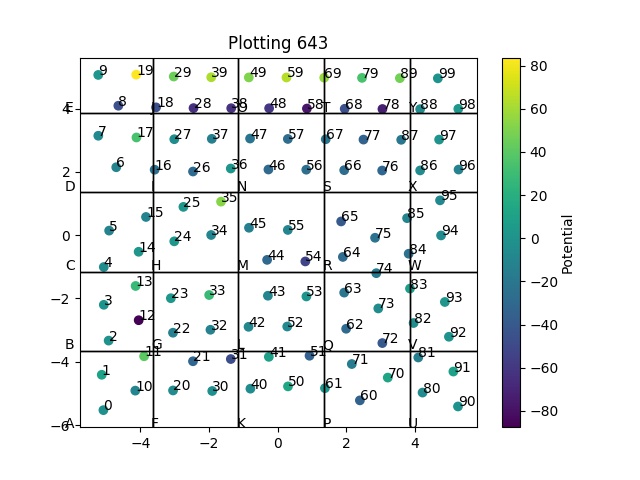 Plotting 643
9 19 29 39 49 59 69 79 89 99
8 18 28 38 48 58 68 78 88 98
E J O T Y
7 17 27 37 47 57 67 77 87 97
6 16 26 36 46 56 66 76 86 96
D I N S X
5 15 25 35 45 55 65 75 85 95
4 14 24 34 44 54 64 74 84 94
C H M R W
3 13 23 33 43 53 63 73 83 93
2 12 22 32 42 52 62 72 82 92
B G L Q V
1 11 21 31 41 51 61 71 81 91
0 10 20 30 40 50 60 70 80 90
A F K P U
4
2
0
−2
−4
−6
−4 −2 0 2 4
80
60
40
20
0
−20
−40
−60
−80
Potential